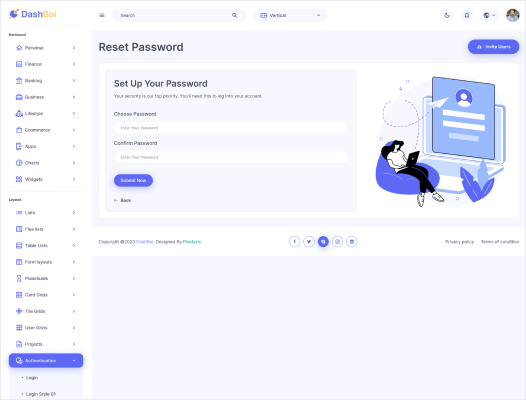 DashBoi
Dashboard
Personal
Finance
Banking
Business
Lifestyle
Ecommerce
Apps
Charts
Widgets
Layouts
Lists
Flex lists
Table Lists
Form layouts
Placeloads
Card Grids
Tile Grids
User Grids
Projects
Authentication
Login
Login Style 01
Search
Vertical
Reset Password
Invite Users
Set Up Your Password
Your security is our top priority. You'll need this to log into your account
Choose Password
Enter Your Password
Confirm Password
Enter Your Password
Submit Now
Back
Copyright ©2023 DashBoi Designed By Pixelaxis
Privacy policy
Terms of condition